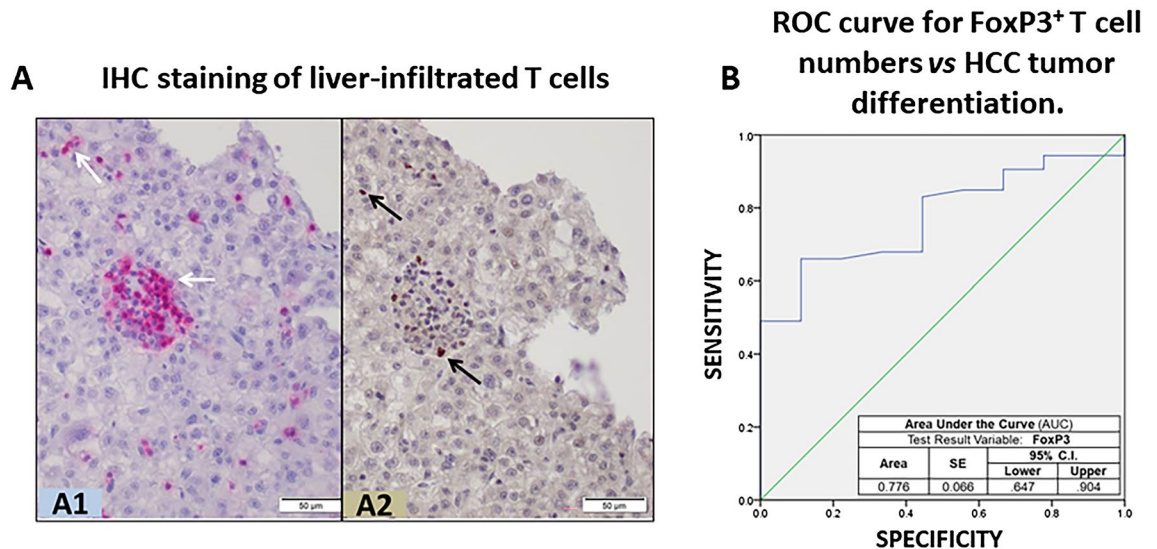 A
IHC staining of liver-infiltrated T cells
A1
50 µm
A2
50 µm
B
ROC curve for FoxP3⁺ T cell
numbers vs HCC tumor
differentiation.
SENSITIVITY
1.0
0.8
0.6
0.4
0.2
0.0
0.0 0.2 0.4 0.6 0.8 1.0
SPECIFICITY
Area Under the Curve (AUC)
Test Result Variable: FoxP3
Area SE 95% C.I.
Lower Upper
0.776 0.066 .647 .904